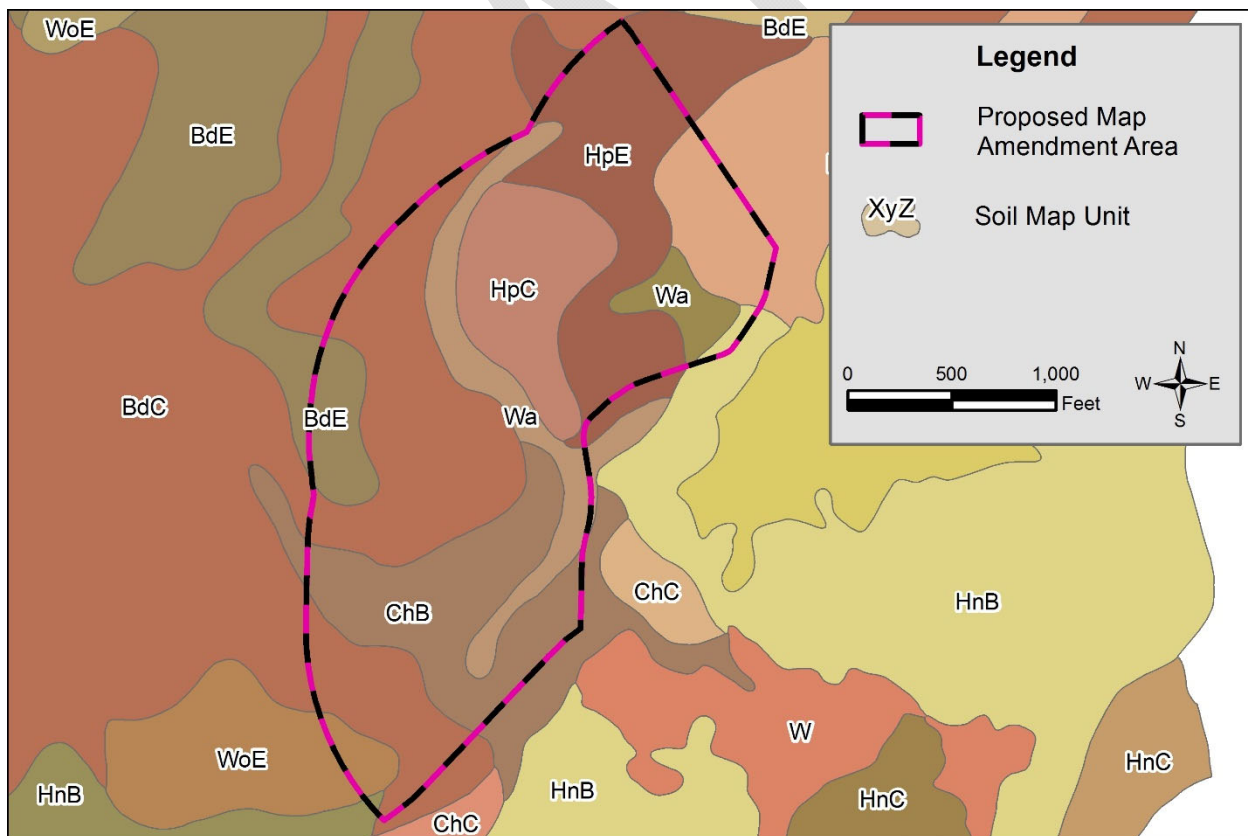 WoE
BdE
BdE
HpE
HpC
Wa
BdC
BdE
Wa
ChB
ChC
HnB
WoE
W
HnB
HnB
HnC
HnC
ChC
Legend
Proposed Map
Amendment Area
XyZ
Soil Map Unit
0 500 1,000
Feet
N
W E
S